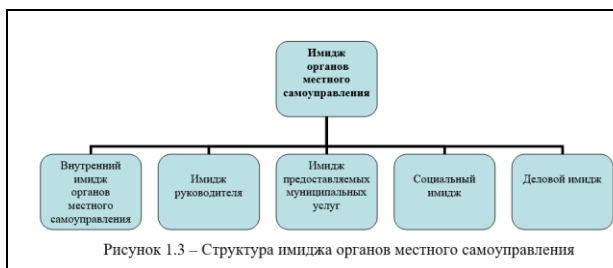 Имидж
органов
местного
самоуправления
Внутренний
имидж
органов
местного
самоуправления
Имидж
руководителя
Имидж
предоставляемых
муниципальных
услуг
Социальный
имидж
Деловой имидж
Рисунок 1.3 – Структура имиджа органов местного самоуправления